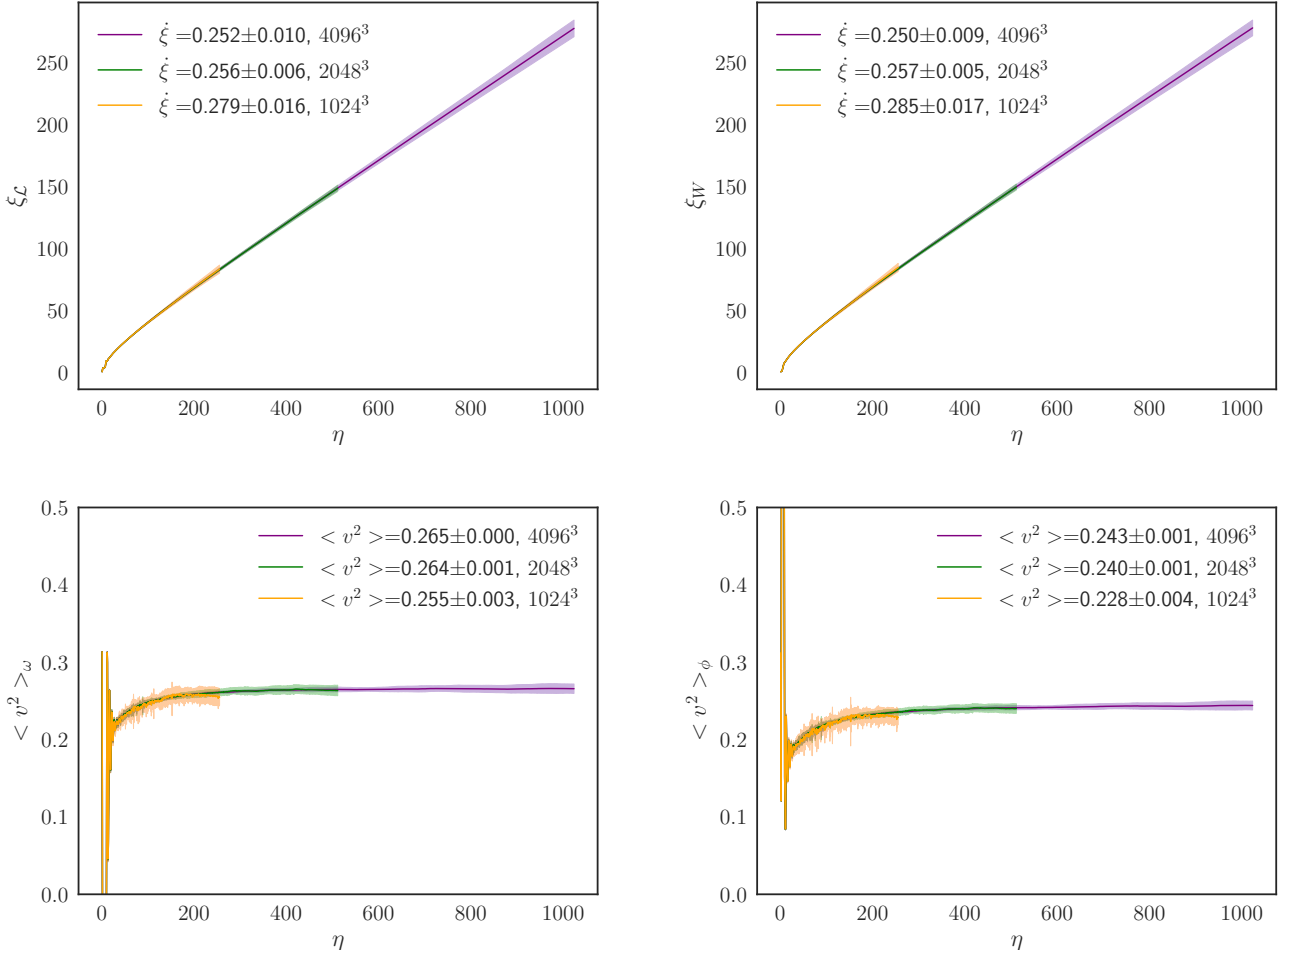 ξ̇ =0.252±0.010, 4096³
ξ̇ =0.256±0.006, 2048³
ξ̇ =0.279±0.016, 1024³
250
200
150
100
50
0
ξ_ℒ
0 200 400 600 800 1000
η
ξ̇ =0.250±0.009, 4096³
ξ̇ =0.257±0.005, 2048³
ξ̇ =0.285±0.017, 1024³
250
200
150
100
50
0
ξ_W
0 200 400 600 800 1000
η
< v² >=0.265±0.000, 4096³
< v² >=0.264±0.001, 2048³
< v² >=0.255±0.003, 1024³
0.5
0.4
0.3
0.2
0.1
0.0
< v² >_ω
0 200 400 600 800 1000
η
< v² >=0.243±0.001, 4096³
< v² >=0.240±0.001, 2048³
< v² >=0.228±0.004, 1024³
0.5
0.4
0.3
0.2
0.1
0.0
< v² >_ϕ
0 200 400 600 800 1000
η